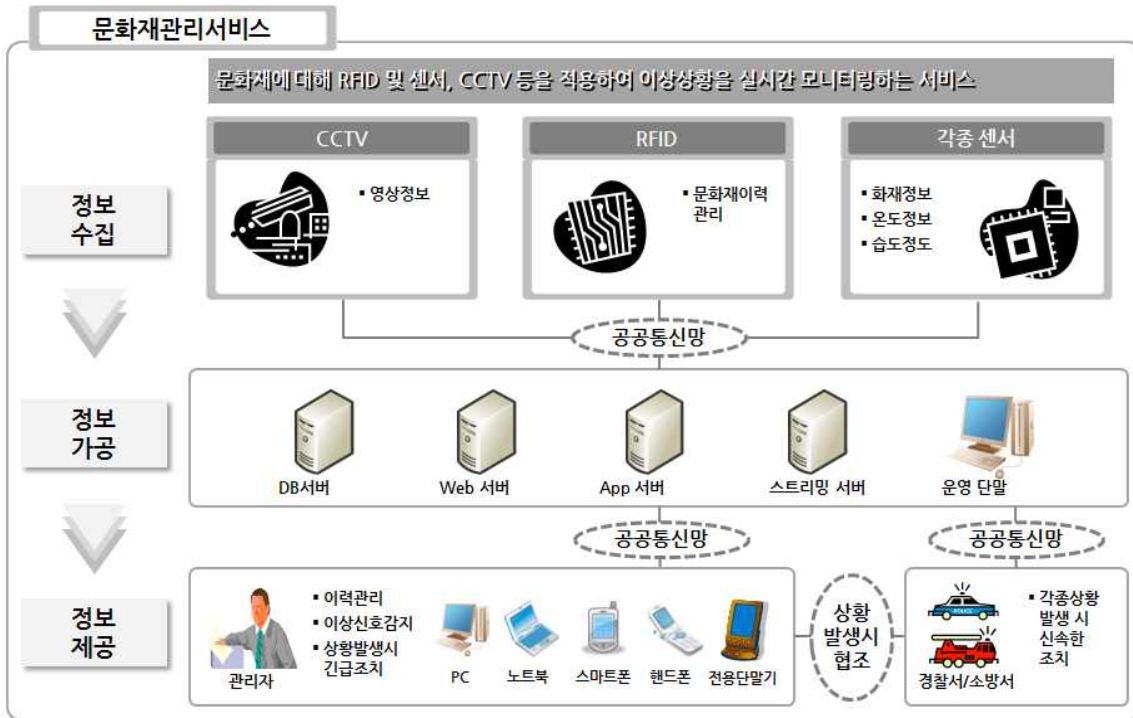 문화재관리서비스
문화재에 대해 RFID 및 센서, CCTV 등을 적용하여 이상상황을 실시간 모니터링하는 서비스
정보
수집
CCTV
▪ 영상정보
RFID
▪ 문화재이력
관리
각종 센서
▪ 화재정보
▪ 온도정보
▪ 습도정도
공공통신망
정보
가공
DB서버
Web 서버
App 서버
스트리밍 서버
운영 단말
공공통신망
공공통신망
정보
제공
관리자
▪ 이력관리
▪ 이상신호감지
▪ 상황발생시
긴급조치
PC
노트북
스마트폰
핸드폰
전용단말기
상황
발생시
협조
POLICE
경찰서/소방서
▪ 각종상황
발생 시
신속한
조치